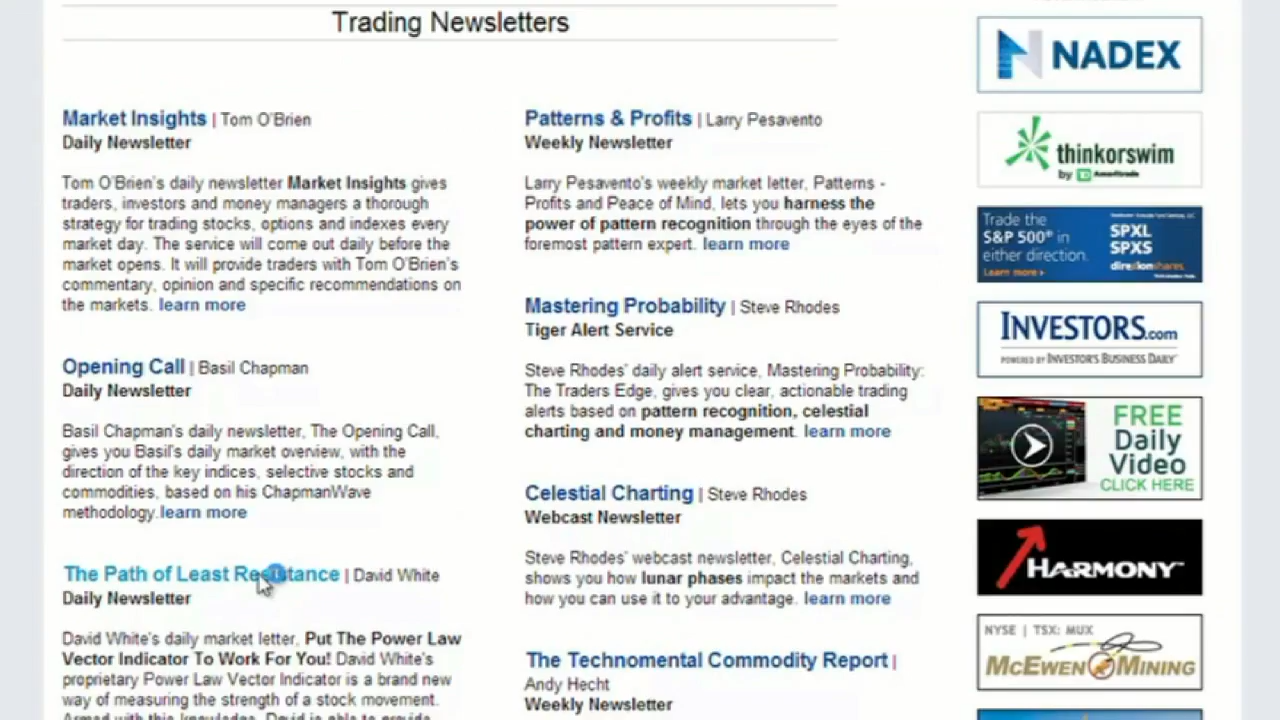 Trading Newsletters
Market Insights | Tom O'Brien
Daily Newsletter
Tom O'Brien's daily newsletter Market Insights gives
traders, investors and money managers a thorough
strategy for trading stocks, options and indexes every
market day. The service will come out daily before the
market opens. It will provide traders with Tom O'Brien's
commentary, opinion and specific recommendations on
the markets. learn more
Opening Call | Basil Chapman
Daily Newsletter
Basil Chapman's daily newsletter, The Opening Call,
gives you Basil's daily market overview, with the
direction of the key indices, selective stocks and
commodities, based on his ChapmanWave
methodology.learn more
The Path of Least Resistance | David White
Daily Newsletter
David White's daily market letter, Put The Power Law
Vector Indicator To Work For You! David White's
proprietary Power Law Vector Indicator is a brand new
way of measuring the strength of a stock movement.
Armed with this knowledge, David is able to provide
Patterns & Profits | Larry Pesavento
Weekly Newsletter
Larry Pesavento's weekly market letter, Patterns -
Profits and Peace of Mind, lets you harness the
power of pattern recognition through the eyes of the
foremost pattern expert. learn more
Mastering Probability | Steve Rhodes
Tiger Alert Service
Steve Rhodes' daily alert service, Mastering Probability:
The Traders Edge, gives you clear, actionable trading
alerts based on pattern recognition, celestial
charting and money management. learn more
Celestial Charting | Steve Rhodes
Webcast Newsletter
Steve Rhodes' webcast newsletter, Celestial Charting,
shows you how lunar phases impact the markets and
how you can use it to your advantage. learn more
The Technomental Commodity Report |
Andy Hecht
Weekly Newsletter
NADEX
thinkorswim
by TD Ameritrade
Trade the
S&P 500® in
either direction.
Learn more
SPXL
SPXS
direxionshares
INVESTORS.com
POWERED BY INVESTOR'S BUSINESS DAILY
FREE
Daily
Video
CLICK HERE
HARMONY
NYSE | TSX: MUX
MCEWEN MINING